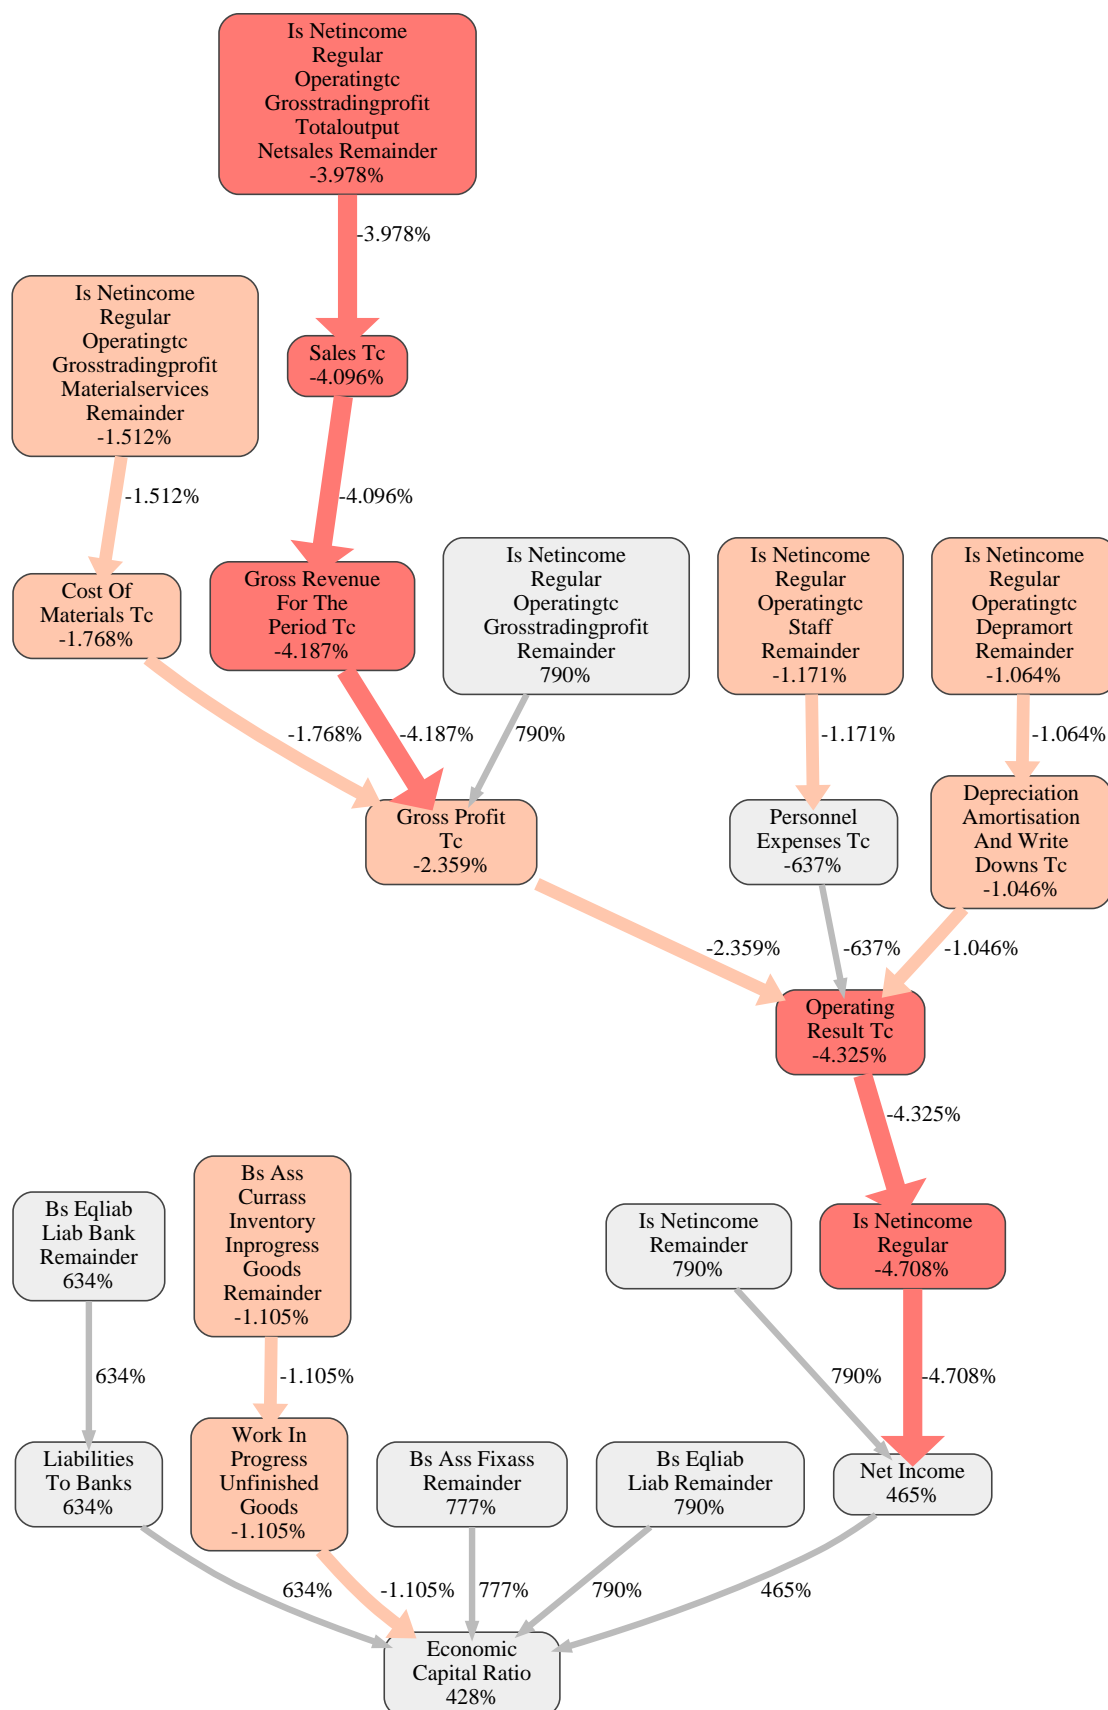 Is Netincome
Regular
Operatingtc
Grosstradingprofit
Totaloutput
Netsales Remainder
-3.978%
-3.978%
Is Netincome
Regular
Operatingtc
Grosstradingprofit
Materialservices
Remainder
-1.512%
Sales Tc
-4.096%
-1.512%
-4.096%
Cost Of
Materials Tc
-1.768%
Gross Revenue
For The
Period Tc
-4.187%
Is Netincome
Regular
Operatingtc
Grosstradingprofit
Remainder
790%
Is Netincome
Regular
Operatingtc
Staff
Remainder
-1.171%
Is Netincome
Regular
Operatingtc
Depramort
Remainder
-1.064%
-1.768%
-4.187%
790%
-1.171%
-1.064%
Gross Profit
Tc
-2.359%
Personnel
Expenses Tc
-637%
Depreciation
Amortisation
And Write
Downs Tc
-1.046%
-2.359%
-637%
-1.046%
Operating
Result Tc
-4.325%
-4.325%
Bs Eqliab
Liab Bank
Remainder
634%
Bs Ass
Currass
Inventory
Inprogress
Goods
Remainder
-1.105%
Is Netincome
Remainder
790%
Is Netincome
Regular
-4.708%
634%
-1.105%
790%
-4.708%
Liabilities
To Banks
634%
Work In
Progress
Unfinished
Goods
-1.105%
Bs Ass Fixass
Remainder
777%
Bs Eqliab
Liab Remainder
790%
Net Income
465%
634%
-1.105%
777%
790%
465%
Economic
Capital Ratio
428%